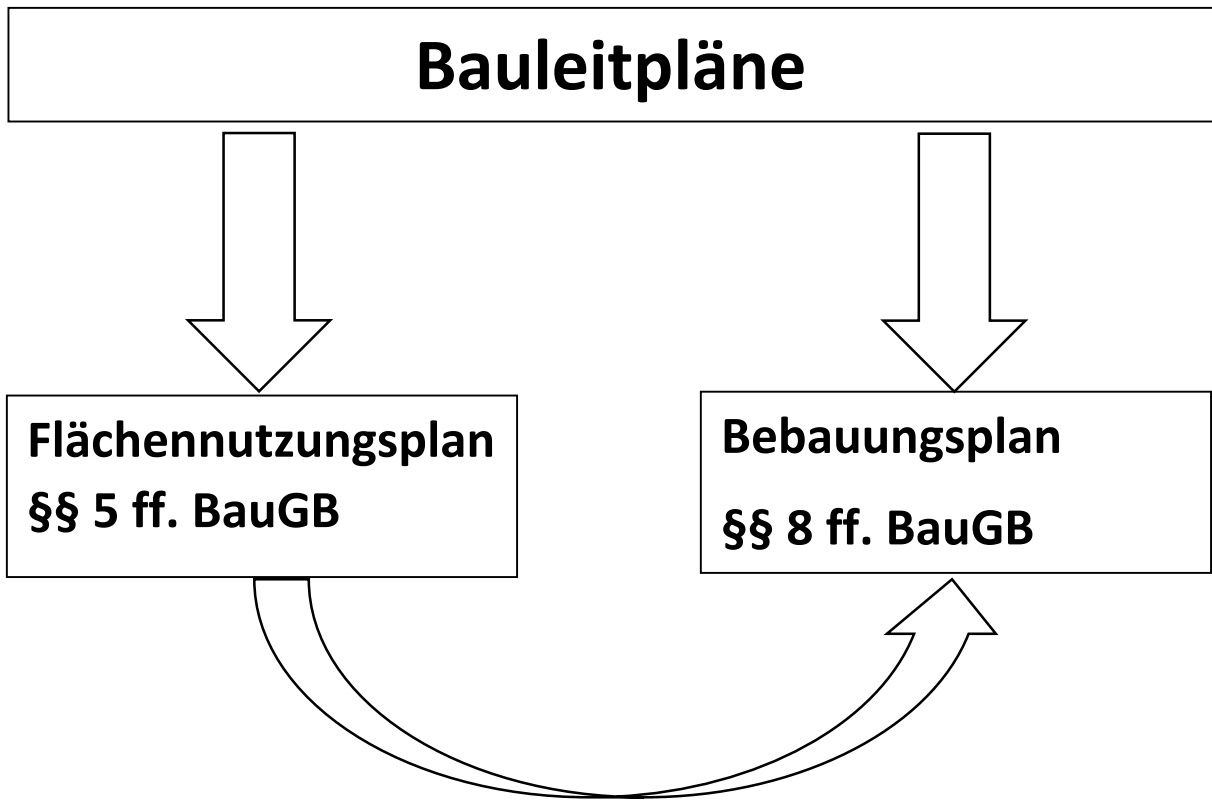 Bauleitpläne
Flächennutzungsplan
§§ 5 ff. BauGB
Bebauungsplan
§§ 8 ff. BauGB